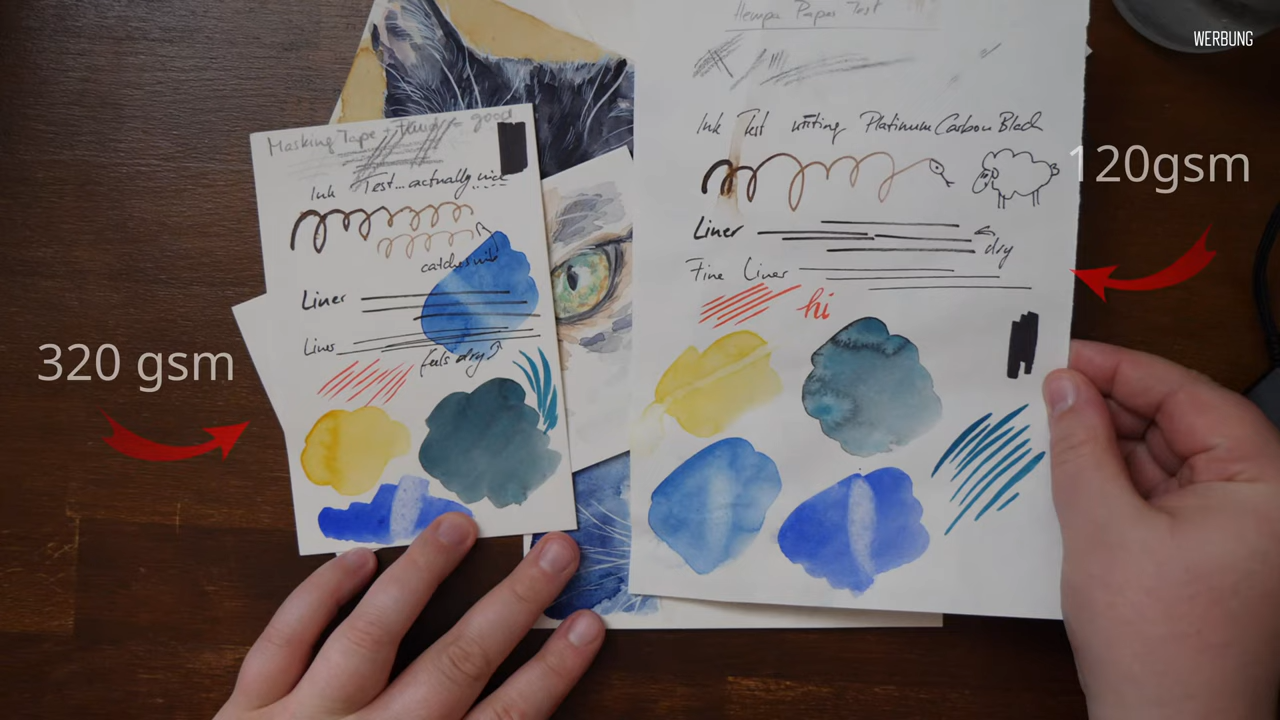 WERBUNG
Hemp Paper Test
Ink Test writing Platinum Carbon Black
120gsm
Liner
dry
Fine Liner
hi
Masking Tape + = good
Ink Test... actually nice
catches nib
Liner
Lines
feels dry?
320 gsm